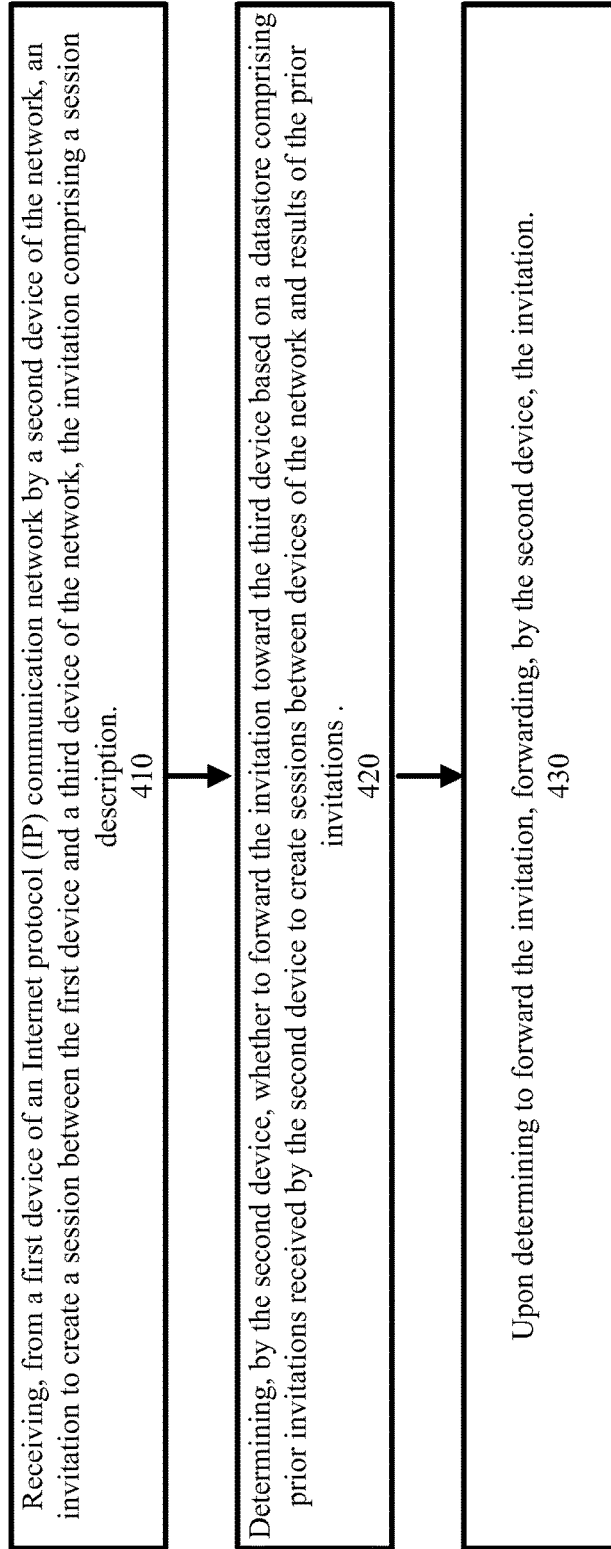 Receiving, from a first device of an Internet protocol (IP) communication network by a second device of the network, an
invitation to create a session between the first device and a third device of the network, the invitation comprising a session
description.
410
Determining, by the second device, whether to forward the invitation toward the third device based on a datastore comprising
prior invitations received by the second device to create sessions between devices of the network and results of the prior
invitations .
420
Upon determining to forward the invitation, forwarding, by the second device, the invitation.
430